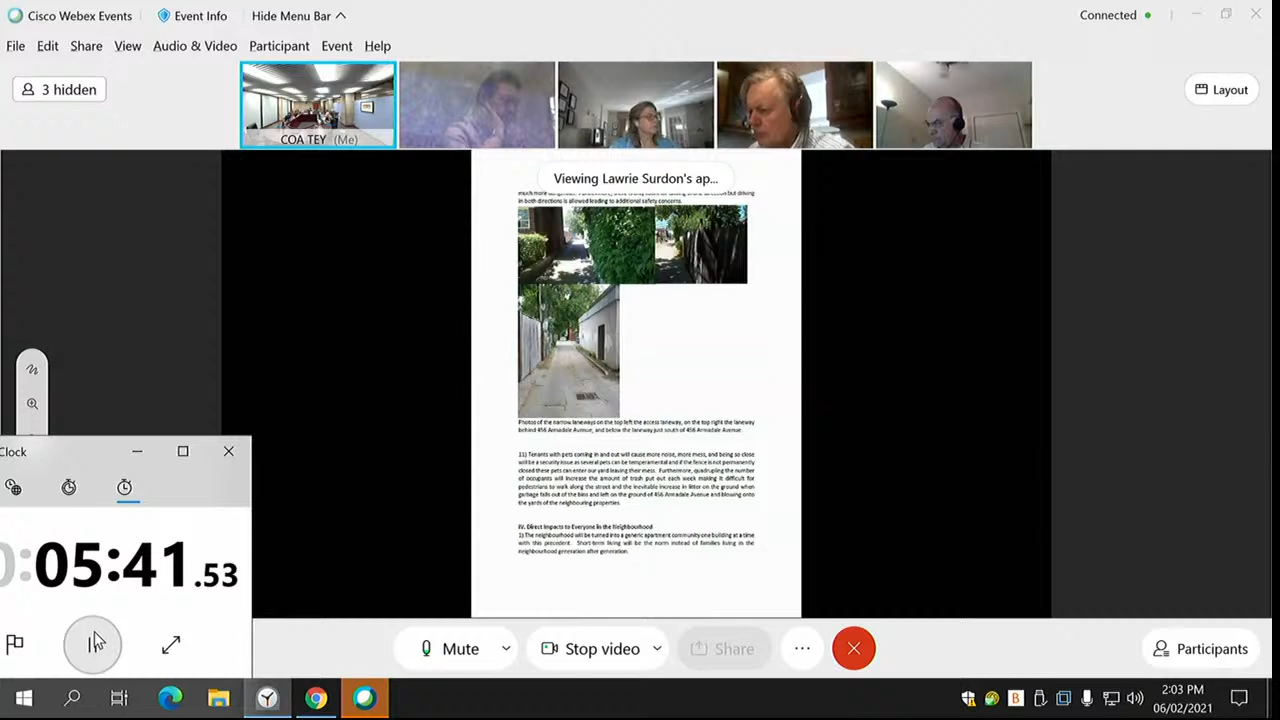 Cisco Webex Events
Event Info
Hide Menu Bar
Connected
File Edit Share View Audio & Video Participant Event Help
3 hidden
COA TEY (Me)
Layout
Viewing Lawrie Surdon's ap...
in both directions is allowed leading to additional safety concerns.
Photos of the narrow laneways on the top left the access laneway, on the top right the laneway
behind 456 Armadale Avenue, and below the laneway just south of 456 Armadale Avenue
11) Tenants with pets coming in and out will cause more noise, more mess, and being so close
will be a security issue as several pets can be temperamental and if the fence is not permanently
closed these pets can enter our yard leaving their mess. Furthermore, quadrupling the number
of occupants will increase the amount of trash put out each week making it difficult for
pedestrians to walk along the street and the inevitable increase in litter on the ground when
garbage falls out of the bins and left on the ground of 456 Armadale Avenue and blowing onto
the yards of the neighbouring properties.
IV. Direct Impacts to Everyone in the Neighbourhood
1) The neighbourhood will be turned into a generic apartment community one building at a time
with this precedent. Short-term living will be the norm instead of families living in the
neighbourhood generation after generation.
Clock
0:05:41.53
Mute
Stop video
Share
Participants
2:03 PM
06/02/2021